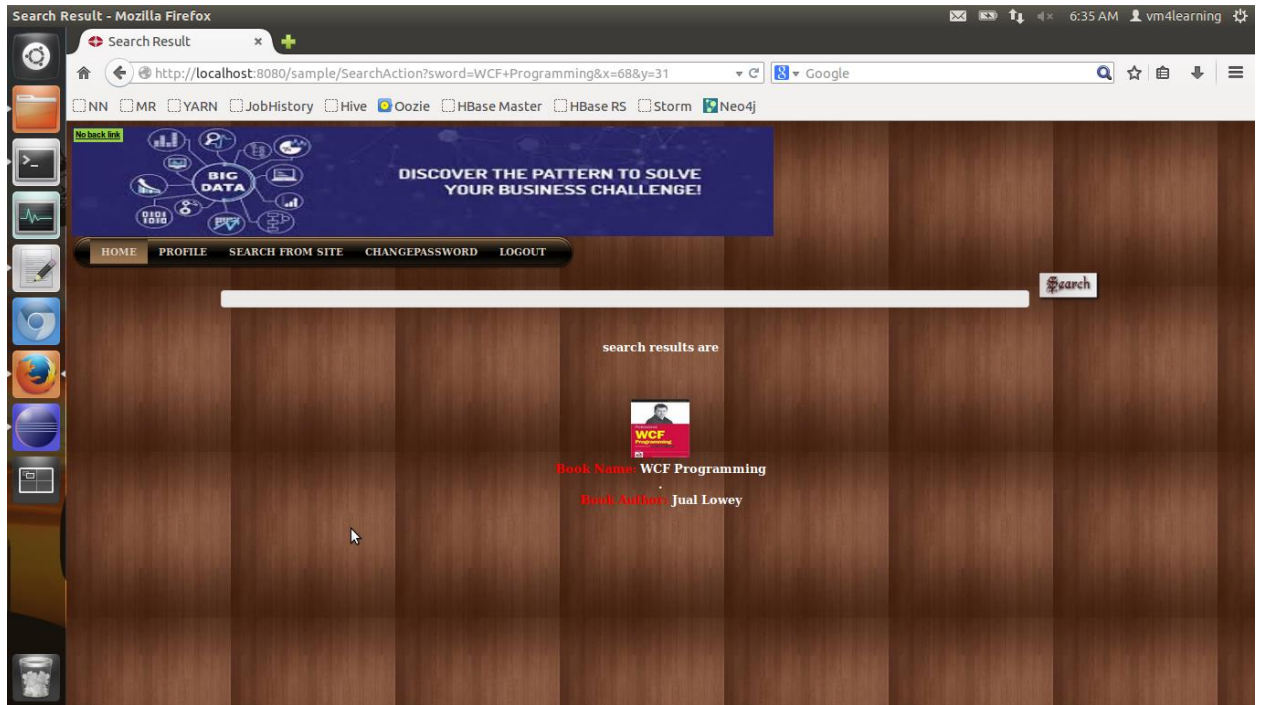 Search Result - Mozilla Firefox
6:35 AM vm4learning
Search Result
http://localhost:8080/sample/SearchAction?sword=WCF+Programming&x=68&y=31
Google
NN MR YARN JobHistory Hive Oozie HBase Master HBase RS Storm Neo4j
No back link
BIG
DATA
DISCOVER THE PATTERN TO SOLVE
YOUR BUSINESS CHALLENGE!
0101
1010
HOME PROFILE SEARCH FROM SITE CHANGEPASSWORD LOGOUT
Search
search results are
WCF
Programming
Book Name: WCF Programming
.
Book Author: Jual Lowey